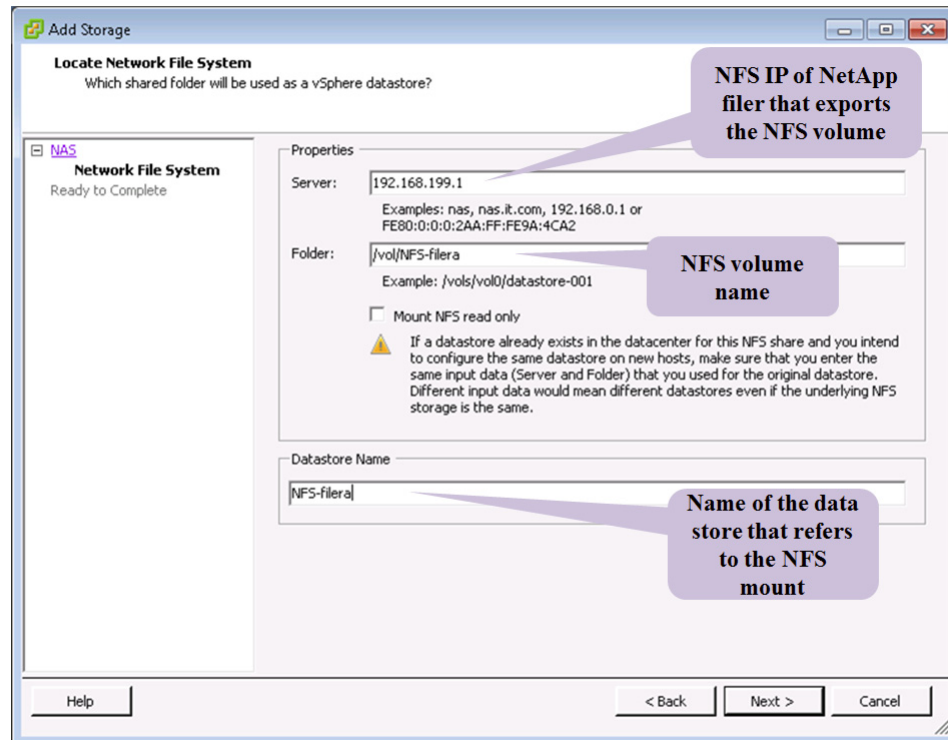 Add Storage
Locate Network File System
Which shared folder will be used as a vSphere datastore?
NFS IP of NetApp
filer that exports
the NFS volume
NAS
Network File System
Ready to Complete
Properties
Server:
192.168.199.1
Examples: nas, nas.it.com, 192.168.0.1 or
FE80:0:0:0:2AA:FF:FE9A:4CA2
Folder:
/vol/NFS-filera
NFS volume
name
Example: /vols/vol0/datastore-001
Mount NFS read only
If a datastore already exists in the datacenter for this NFS share and you intend
to configure the same datastore on new hosts, make sure that you enter the
same input data (Server and Folder) that you used for the original datastore.
Different input data would mean different datastores even if the underlying NFS
storage is the same.
Datastore Name
NFS-filera
Name of the data
store that refers
to the NFS
mount
Help
< Back
Next >
Cancel